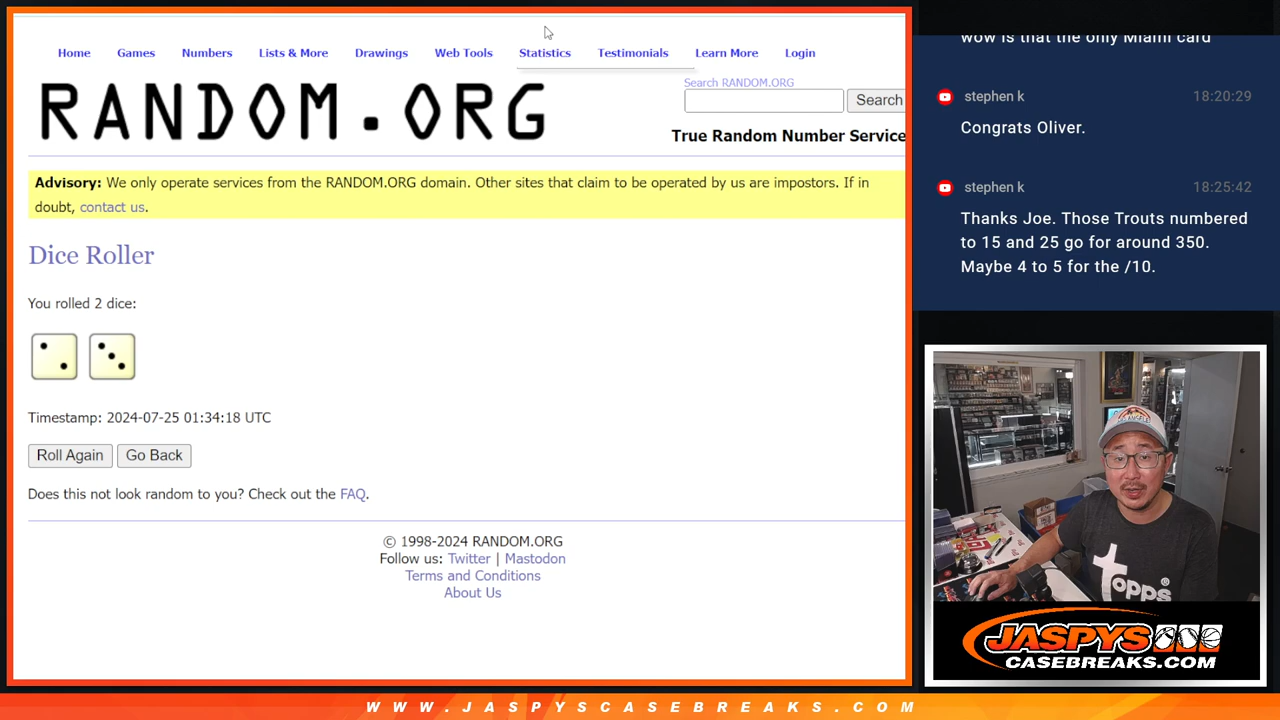 Home Games Numbers Lists & More Drawings Web Tools Statistics Testimonials Learn More Login
RANDOM.ORG
Search RANDOM.ORG
Search
True Random Number Service
Advisory: We only operate services from the RANDOM.ORG domain. Other sites that claim to be operated by us are impostors. If in
doubt, contact us.
Dice Roller
You rolled 2 dice:
Timestamp: 2024-07-25 01:34:18 UTC
Roll Again Go Back
Does this not look random to you? Check out the FAQ.
© 1998-2024 RANDOM.ORG
Follow us: Twitter | Mastodon
Terms and Conditions
About Us
wow is that the only Miami card
stephen k 18:20:29
Congrats Oliver.
stephen k 18:25:42
Thanks Joe. Those Trouts numbered
to 15 and 25 go for around 350.
Maybe 4 to 5 for the /10.
topps
JASPYS
CASEBREAKS.COM
WWW.JASPYSCASEBREAKS.COM